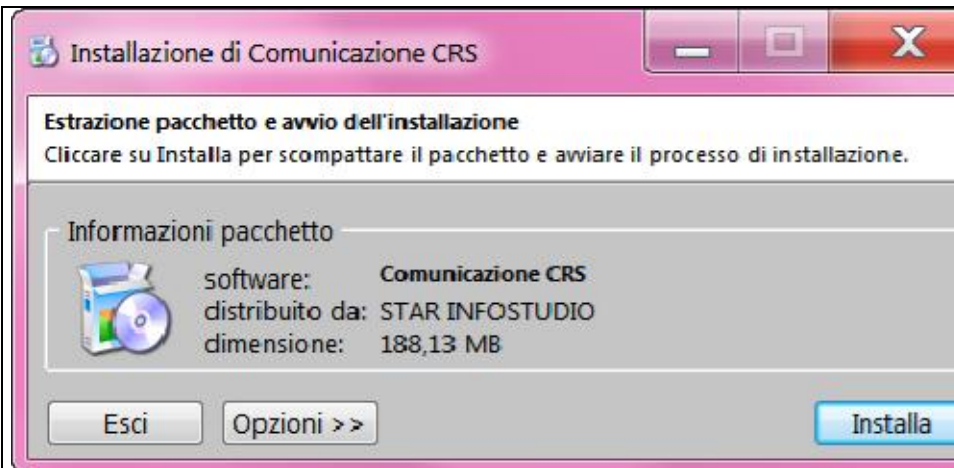 Installazione di Comunicazione CRS
Estrazione pacchetto e avvio dell'installazione
Cliccare su Installa per scompattare il pacchetto e avviare il processo di installazione.
Informazioni pacchetto
software: Comunicazione CRS
distribuito da: STAR INFOSTUDIO
dimensione: 188,13 MB
Esci Opzioni >> Installa